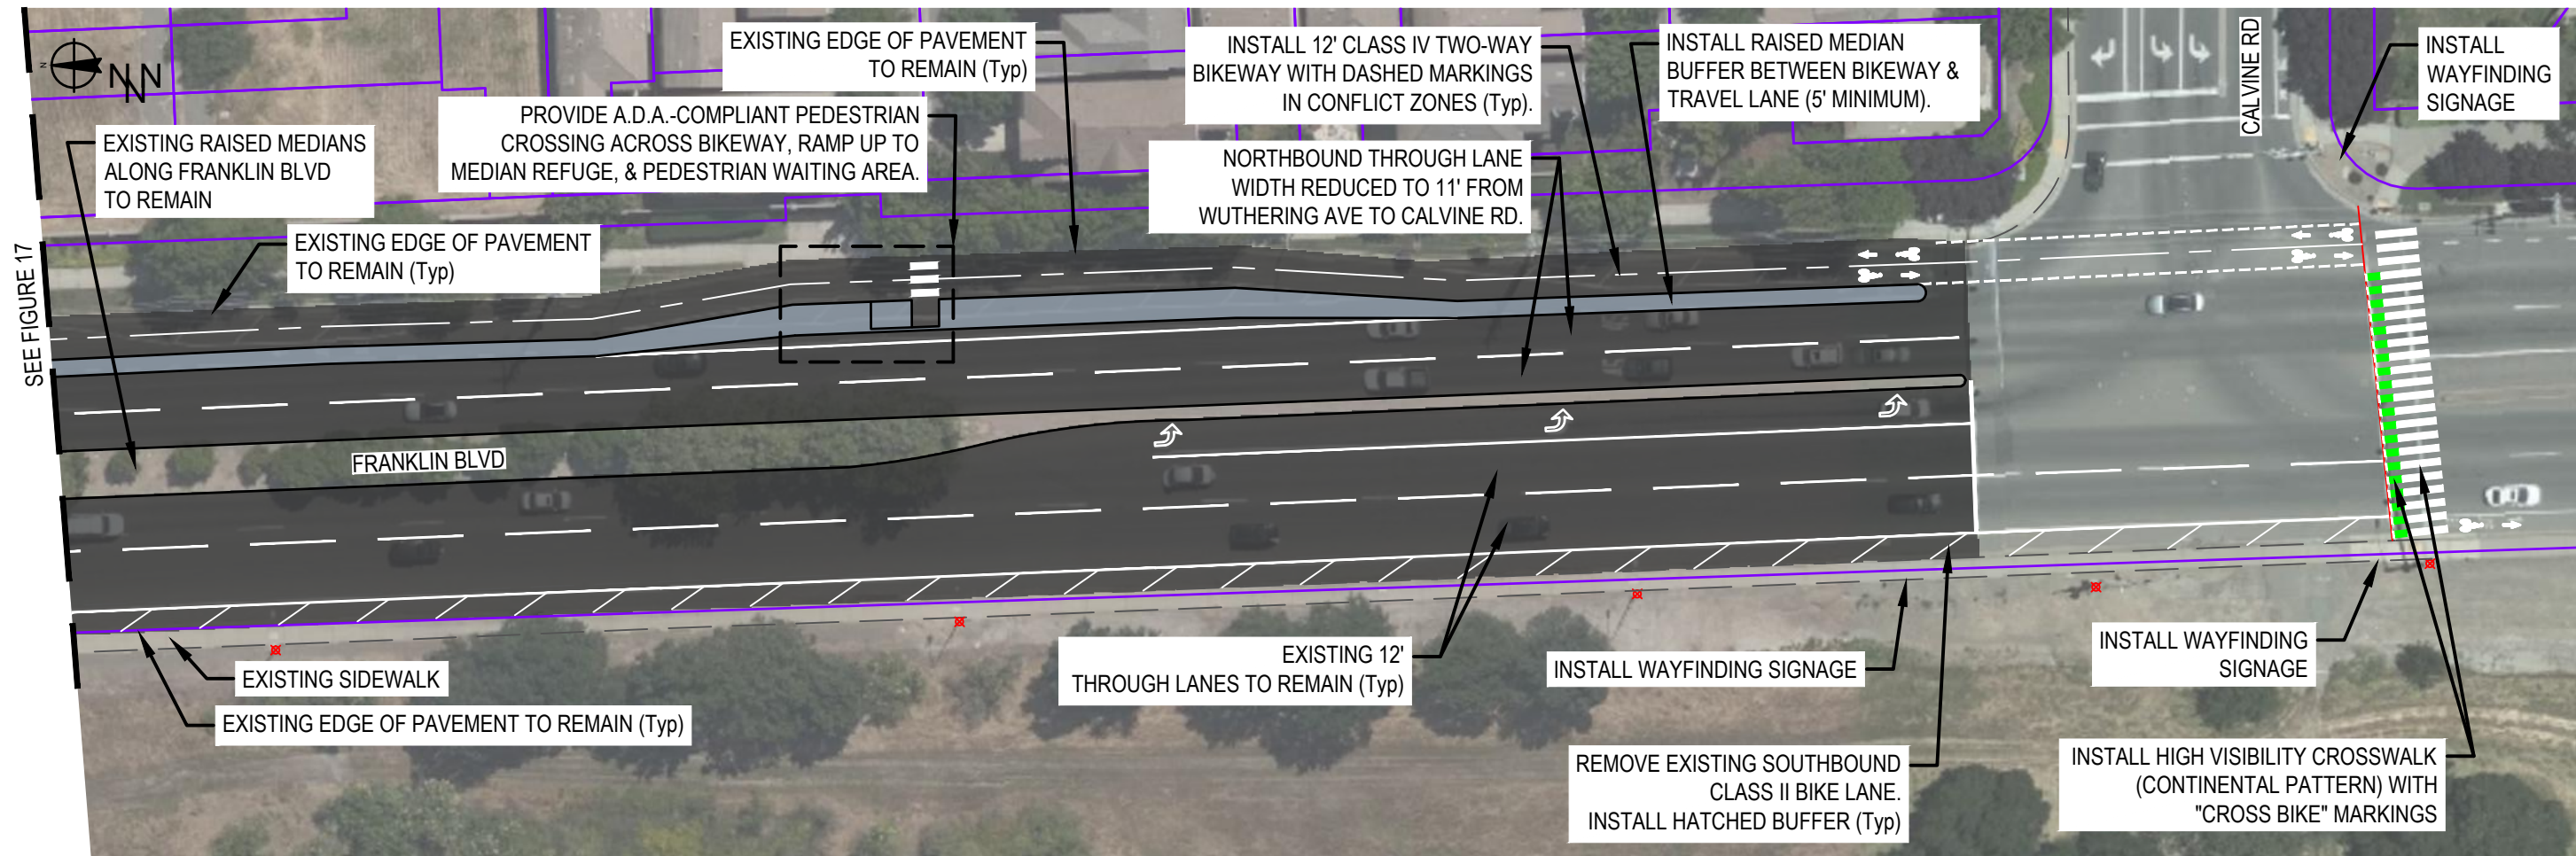 EXISTING EDGE OF PAVEMENT
TO REMAIN (Typ)
INSTALL 12' CLASS IV TWO-WAY
BIKEWAY WITH DASHED MARKINGS
IN CONFLICT ZONES (Typ).
INSTALL RAISED MEDIAN
BUFFER BETWEEN BIKEWAY &
TRAVEL LANE (5' MINIMUM).
CALVINE RD
INSTALL
WAYFINDING
SIGNAGE
N
N
N
PROVIDE A.D.A.-COMPLIANT PEDESTRIAN
CROSSING ACROSS BIKEWAY, RAMP UP TO
MEDIAN REFUGE, & PEDESTRIAN WAITING AREA.
EXISTING RAISED MEDIANS
ALONG FRANKLIN BLVD
TO REMAIN
NORTHBOUND THROUGH LANE
WIDTH REDUCED TO 11' FROM
WUTHERING AVE TO CALVINE RD.
EXISTING EDGE OF PAVEMENT
TO REMAIN (Typ)
SEE FIGURE 17
FRANKLIN BLVD
EXISTING SIDEWALK
EXISTING EDGE OF PAVEMENT TO REMAIN (Typ)
EXISTING 12'
THROUGH LANES TO REMAIN (Typ)
INSTALL WAYFINDING SIGNAGE
INSTALL WAYFINDING
SIGNAGE
REMOVE EXISTING SOUTHBOUND
CLASS II BIKE LANE.
INSTALL HATCHED BUFFER (Typ)
INSTALL HIGH VISIBILITY CROSSWALK
(CONTINENTAL PATTERN) WITH
"CROSS BIKE" MARKINGS